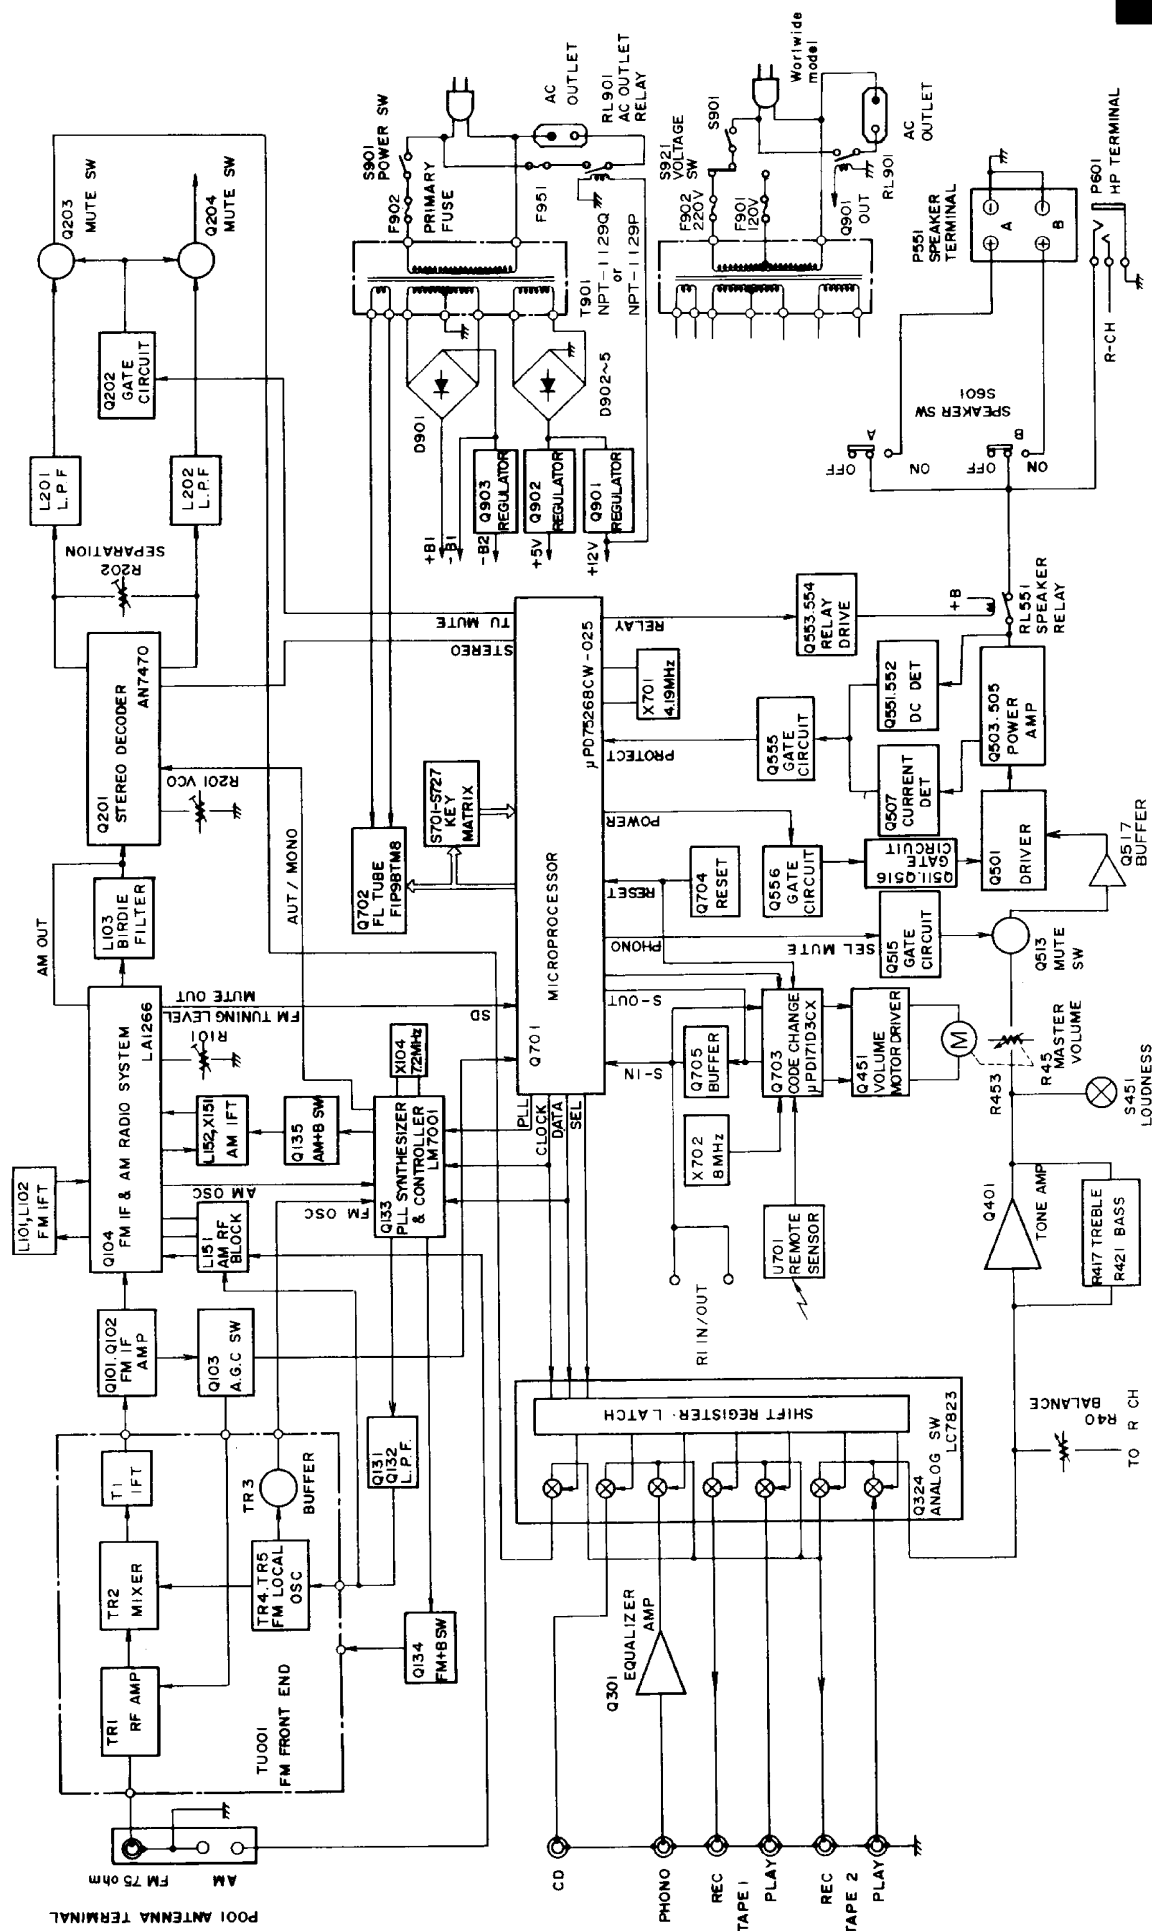 P001 ANTENNA TERMINAL
FM 75 ohm
AM
TU001
FM FRONT END
TR1
RF AMP
TR2
MIXER
T1
IFT
TR4.TR5
FM LOCAL
OSC
TR3
BUFFER
Q101.Q102
FM IF
AMP
Q103
A.G.C SW
L101,L102
FM IFT
Q104
FM IF & AM RADIO SYSTEM
LA1266
L151
AM RF
BLOCK
L152,X151
AM IFT
AM OSC
FM OSC
R101
FM TUNING LEVEL
MUTE OUT
AM OUT
L103
BIRDIE
FILTER
Q201
STEREO DECODER
AN7470
R201 VCO
AUT / MONO
R202
SEPARATION
L201
L.P.F
L202
L.P.F
Q202
GATE
CIRCUIT
Q203
MUTE SW
Q204
MUTE SW
Q134
FM+B SW
Q131
Q132
L.P.F.
Q133
PLL SYNTHESIZER
& CONTROLLER
LM7001
Q135
AM+B SW
X104
7.2MHz
SD
STEREO
TU MUTE
Q702
FL TUBE
FIP9BTM8
S701-S727
KEY
MATRIX
Q701
MICROPROCESSOR
μPD75268CW-025
PLL
CLOCK
DATA
SEL
S-IN
S-OUT
PHONO
RESET
POWER
PROTECT
RELAY
X701
4.19MHz
+B1
-B1
-B2
+5V
+12V
Q903
REGULATOR
Q902
REGULATOR
Q901
REGULATOR
D901
D902~5
T901
NPT-1129Q
or
NPT-1129P
F902
PRIMARY
FUSE
S901
POWER SW
F951
AC
OUTLET
RL901
AC OUTLET
RELAY
F902
220V
F901
120V
S921
VOLTAGE
SW
S901
Q901
OUT
RL901
AC
OUTLET
Worlwide
model
CD
PHONO
REC
TAPE 1
PLAY
REC
TAPE 2
PLAY
Q301
EQUALIZER
AMP
SHIFT REGISTER·LATCH
Q324
ANALOG SW
LC7823
RI IN/OUT
U701
REMOTE
SENSOR
X702
8MHz
Q705
BUFFER
Q703
CODE CHANGE
μPD171D3CX
Q451
VOLUME
MOTOR DRIVER
M
Q704
RESET
SEL MUTE
Q515
GATE
CIRCUIT
Q556
GATE
CIRCUIT
Q511.Q516
GATE
CIRCUIT
Q555
GATE
CIRCUIT
Q507
CURRENT
DET
Q551.552
DC DET
Q553.554
RELAY
DRIVE
+B
RL551
SPEAKER
RELAY
Q501
DRIVER
Q503.505
POWER
AMP
Q517
BUFFER
Q513
MUTE
SW
R453
R45
MASTER
VOLUME
S451
LOUDNESS
Q401
TONE AMP
R417 TREBLE
R421 BASS
R40
BALANCE
TO R CH
SPEAKER SW
S601
A
OFF
ON
B
OFF
ON
P551
SPEAKER
TERMINAL
A
B
R-CH
P601
HP TERMINAL